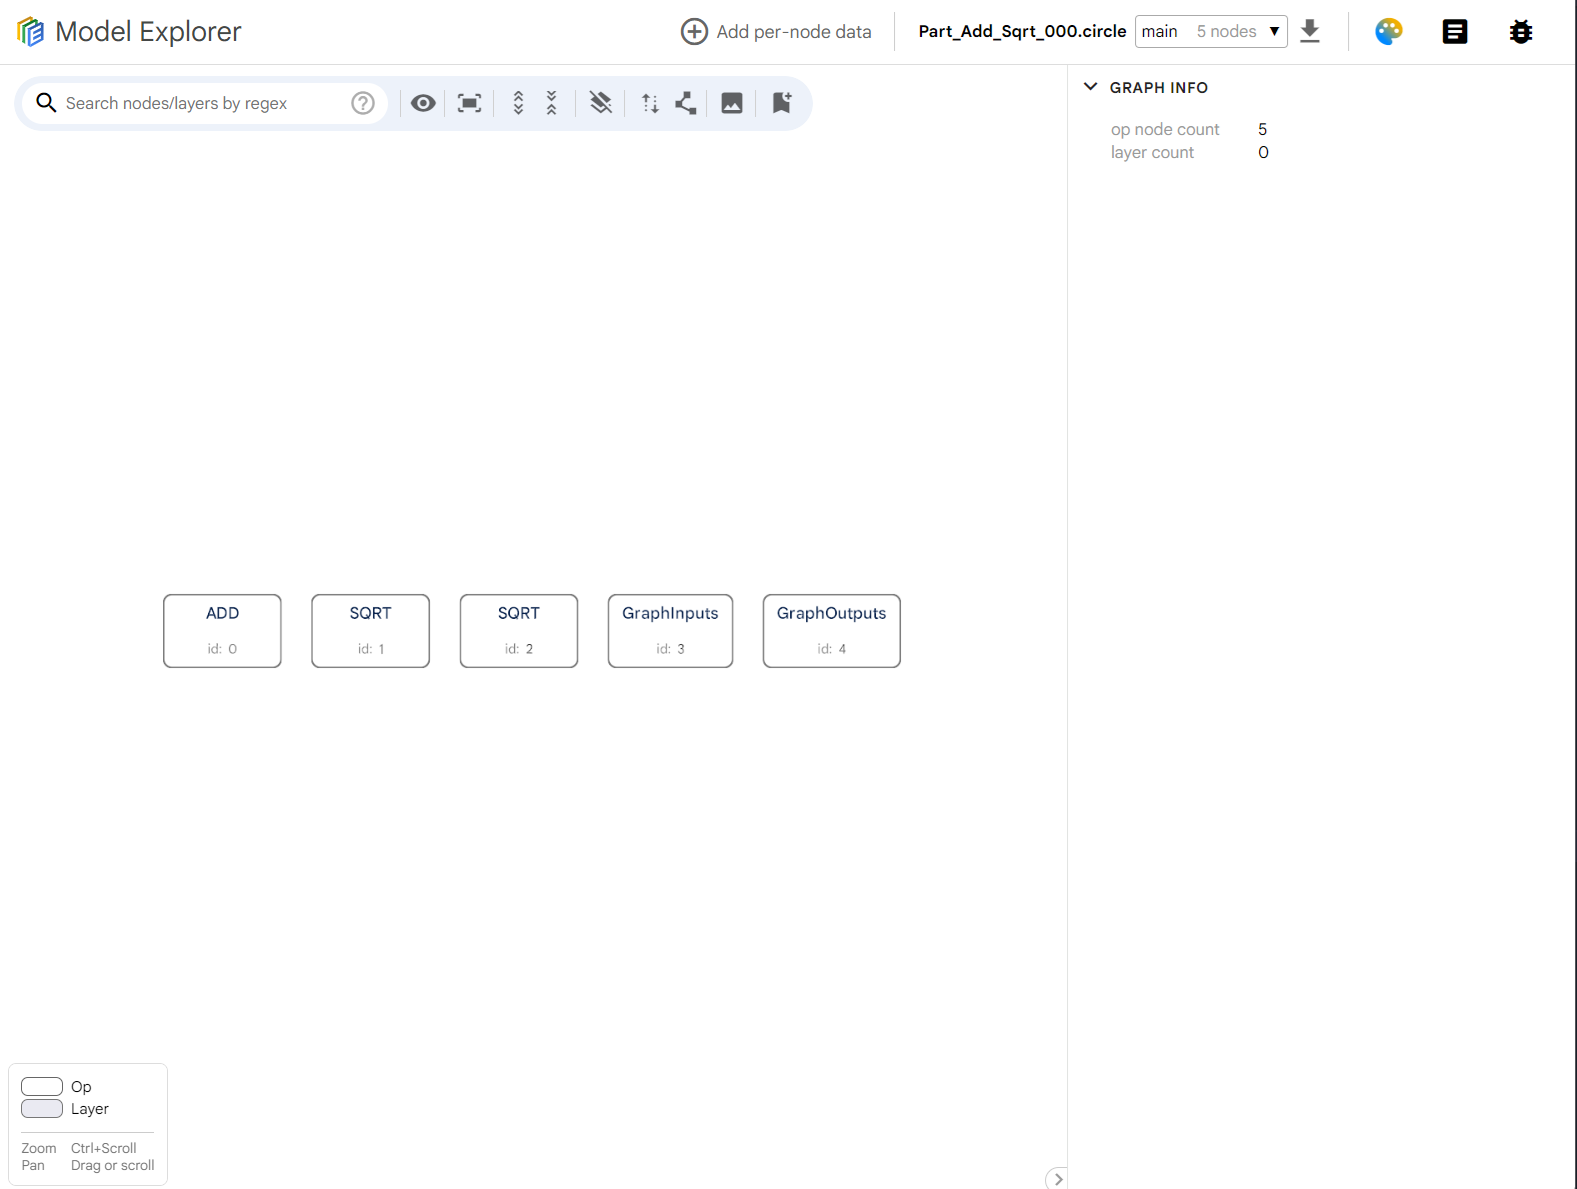 Model Explorer
Add per-node data
Part_Add_Sqrt_000.circle
main 5 nodes
Search nodes/layers by regex
GRAPH INFO
op node count 5
layer count 0
ADD
id: 0
SQRT
id: 1
SQRT
id: 2
GraphInputs
id: 3
GraphOutputs
id: 4
Op
Layer
Zoom Ctrl+Scroll
Pan Drag or scroll